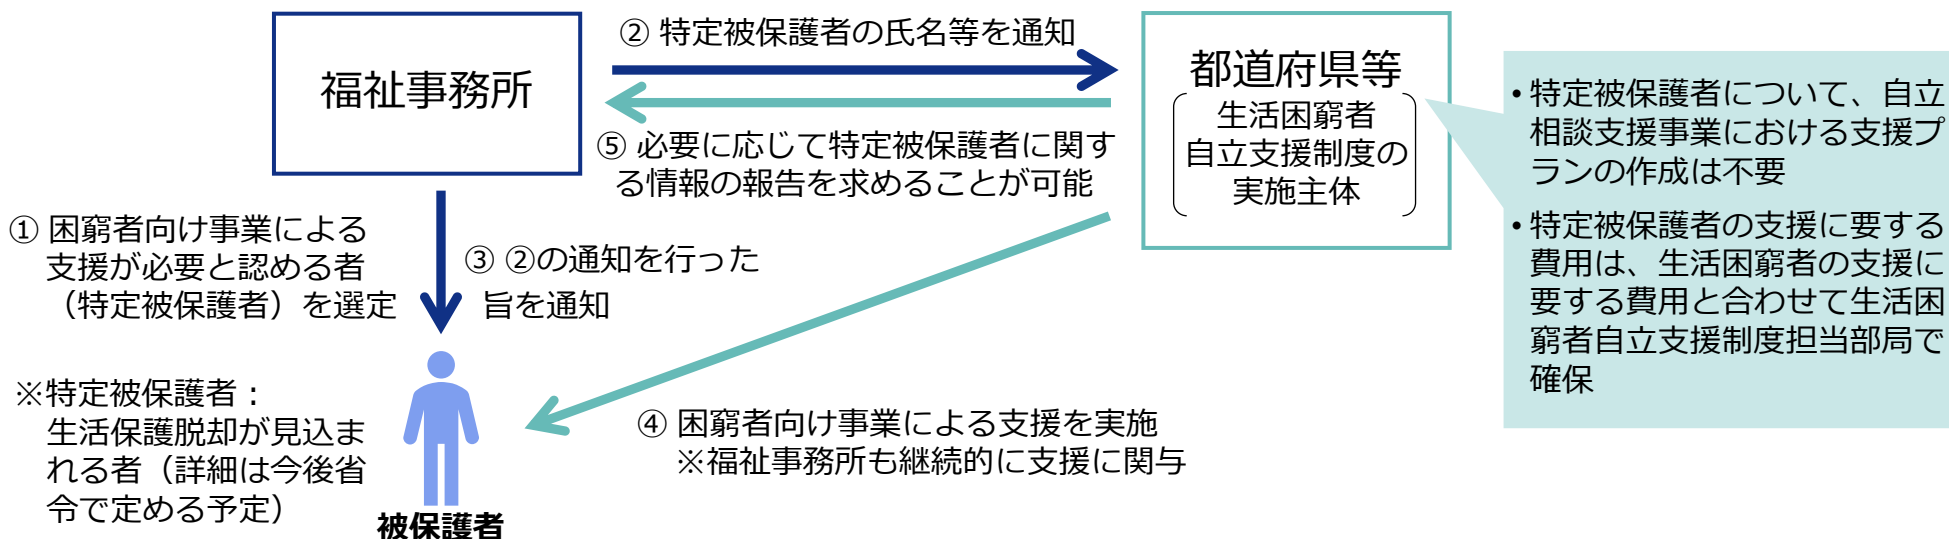 福祉事務所
② 特定被保護者の氏名等を通知
都道府県等
生活困窮者
自立支援制度の
実施主体
⑤ 必要に応じて特定被保護者に関す
る情報の報告を求めることが可能
① 困窮者向け事業による
支援が必要と認める者
（特定被保護者）を選定
③ ②の通知を行った
旨を通知
※特定被保護者：
生活保護脱却が見込ま
れる者（詳細は今後省
令で定める予定）
被保護者
④ 困窮者向け事業による支援を実施
※福祉事務所も継続的に支援に関与
• 特定被保護者について、自立
相談支援事業における支援プ
ランの作成は不要
• 特定被保護者の支援に要する
費用は、生活困窮者の支援に
要する費用と合わせて生活困
窮者自立支援制度担当部局で
確保